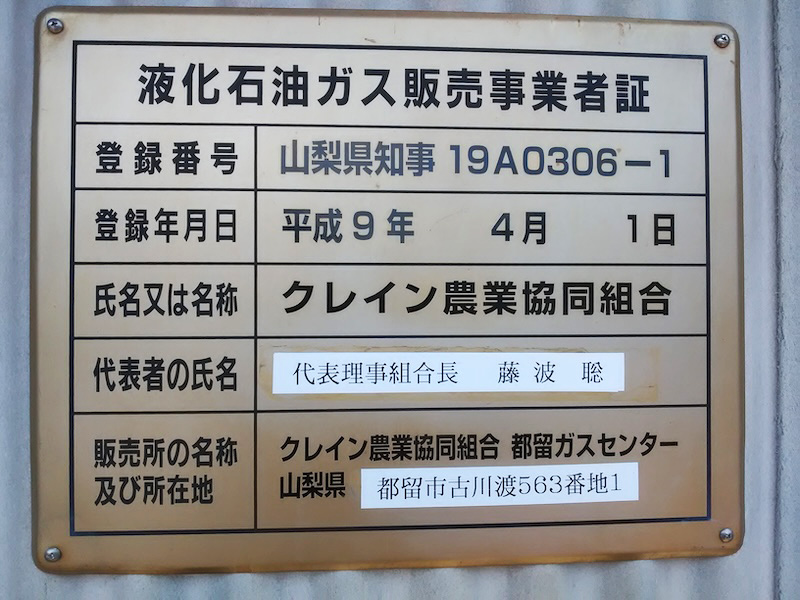 液化石油ガス販売事業者証
登録番号 山梨県知事 19A0306-1
登録年月日 平成9年 4月 1日
氏名又は名称 クレイン農業協同組合
代表者の氏名 代表理事組合長 藤波 聡
販売所の名称 クレイン農業協同組合 都留ガスセンター
及び所在地 山梨県 都留市古川渡563番地1